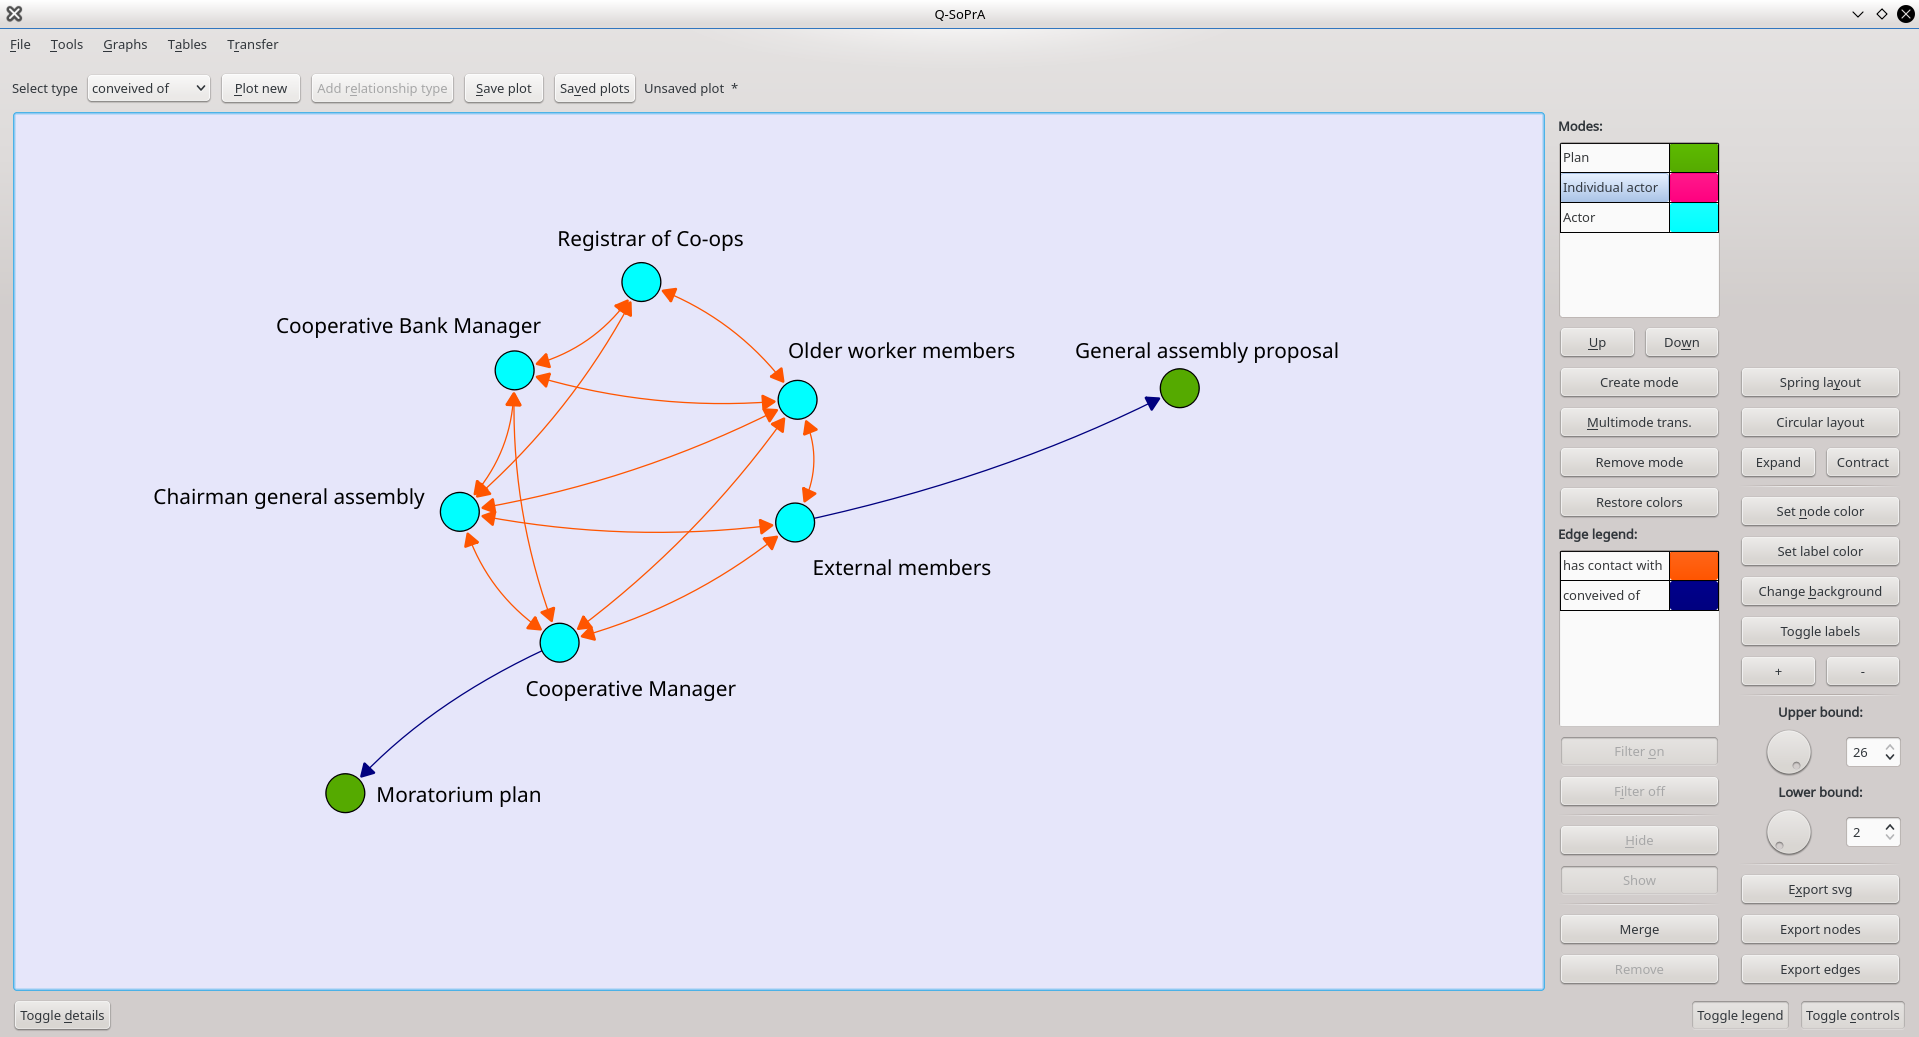 Q-SoPrA
File Tools Graphs Tables Transfer
Select type conveived of Plot new Add relationship type Save plot Saved plots Unsaved plot *
Registrar of Co-ops
Cooperative Bank Manager
Older worker members
General assembly proposal
Chairman general assembly
External members
Cooperative Manager
Moratorium plan
Modes:
Plan
Individual actor
Actor
Up Down
Create mode
Multimode trans.
Remove mode
Restore colors
Edge legend:
has contact with
conveived of
Filter on
Filter off
Hide
Show
Merge
Remove
Spring layout
Circular layout
Expand Contract
Set node color
Set label color
Change background
Toggle labels
+ -
Upper bound:
26
Lower bound:
2
Export svg
Export nodes
Export edges
Toggle details Toggle legend Toggle controls